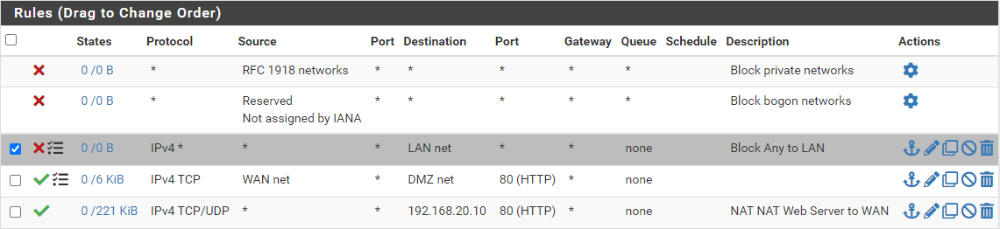 Rules (Drag to Change Order)
States Protocol Source Port Destination Port Gateway Queue Schedule Description Actions
0 /0 B * RFC 1918 networks * * * * * Block private networks
0 /0 B * Reserved * * * * * Block bogon networks
Not assigned by IANA
0 /0 B IPv4 * * * LAN net * * none Block Any to LAN
0 /6 KiB IPv4 TCP WAN net * DMZ net 80 (HTTP) * none
0 /221 KiB IPv4 TCP/UDP * * 192.168.20.10 80 (HTTP) * none NAT NAT Web Server to WAN